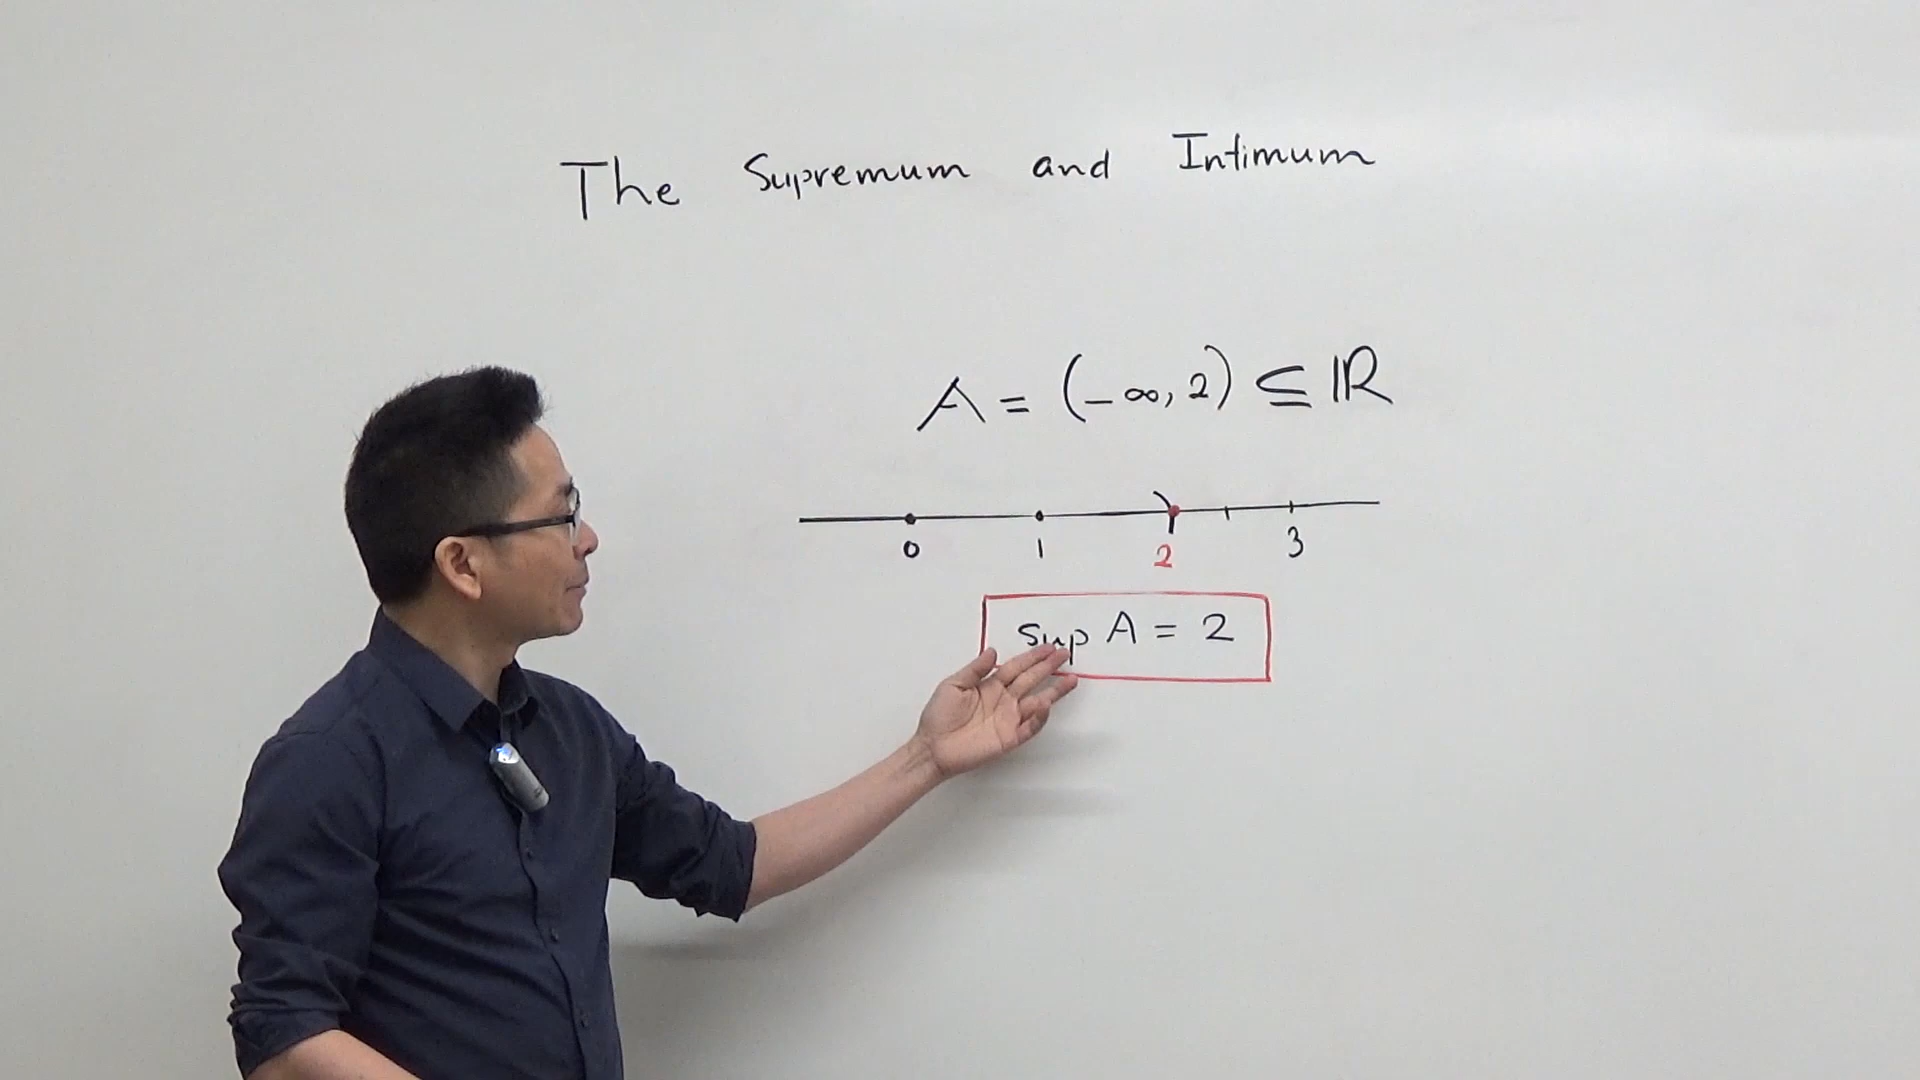 The Supremum and Infimum
A = (-∞, 2) ⊆ ℝ
0 1 2 3
sup A = 2